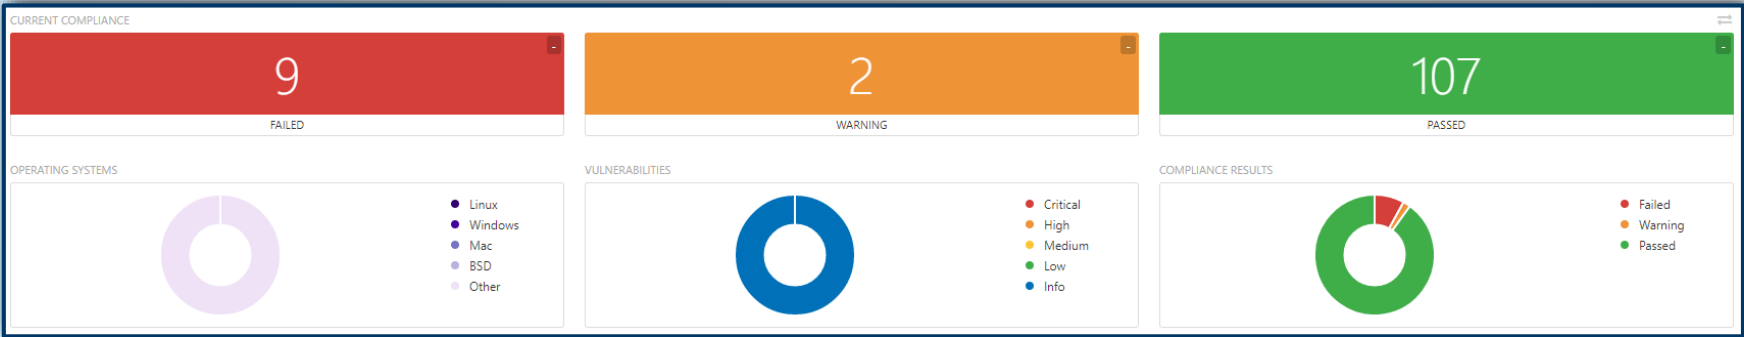 CURRENT COMPLIANCE
-
9
FAILED
-
2
WARNING
-
107
PASSED
OPERATING SYSTEMS
Linux
Windows
Mac
BSD
Other
VULNERABILITIES
Critical
High
Medium
Low
Info
COMPLIANCE RESULTS
Failed
Warning
Passed